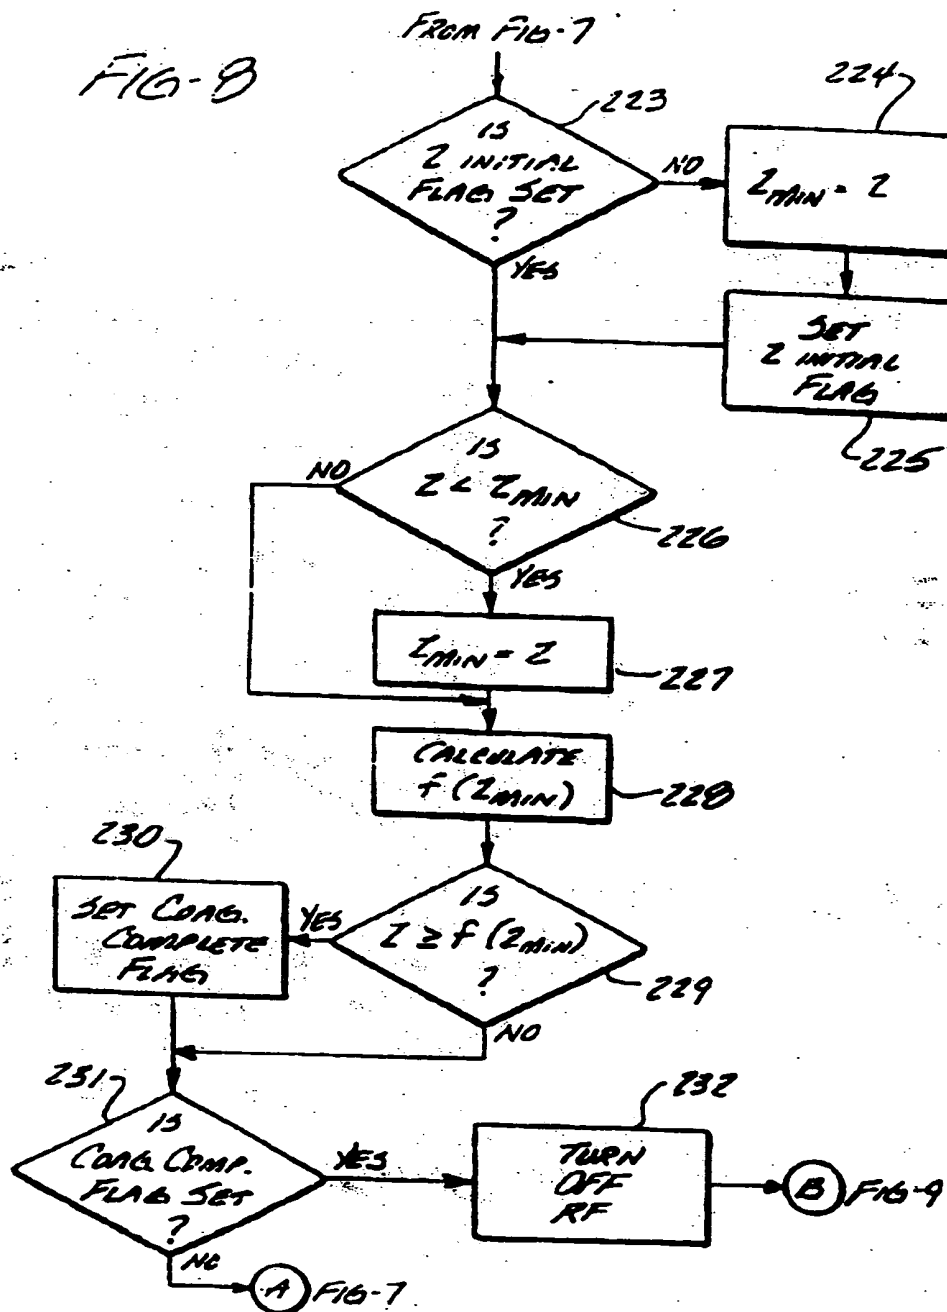 FROM FIG-7
FIG-8
223
IS
Z INITIAL
FLAG SET
?
NO
YES
224
ZMIN = Z
SET
Z INITIAL
FLAG
225
IS
Z < ZMIN
?
NO
YES
226
ZMIN = Z
227
CALCULATE
f (ZMIN)
228
IS
Z ≥ f (ZMIN)
?
229
YES
NO
230
SET COAG.
COMPLETE
FLAG
231
IS
COAG. COMP.
FLAG SET
?
YES
NO
232
TURN
OFF
RF
B FIG-9
A FIG-7